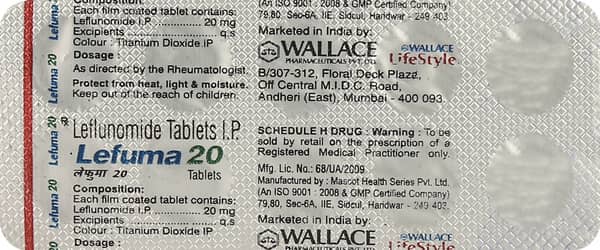 Composition:
Each film coated tablet contains:
Leflunomide I.P. .................. 20 mg
Excipients ............................ q.s
Colour : Titanium Dioxide IP
Dosage :
As directed by the Rheumatologist.
Protect from heat, light & moisture.
Keep out of the reach of children.
(An ISO 9001 : 2008 & GMP Certified Company)
79,80, Sec-6A, IIE, Sidcul, Haridwar - 249 403
Marketed in India by:
WALLACE
PHARMACEUTICALS PVT. LTD.
WALLACE
LifeStyle
B/307-312, Floral Deck Plaza,
Off Central M.I.D.C. Road,
Andheri (East), Mumbai - 400 093.
Lefuma 20
Lefuma 20
Lefuma 20
Leflunomide Tablets I.P.
Lefuma 20
लेफुमा 20 Tablets
Composition:
Each film coated tablet contains:
Leflunomide I.P. .................. 20 mg
Excipients ............................ q.s
Colour : Titanium Dioxide IP
Dosage :
SCHEDULE H DRUG : Warning : To be
sold by retail on the prescription of a
Registered Medical Practitioner only.
Mfg. Lic. No.: 68/UA/2009
Manufactured by : Mascot Health Series Pvt. Ltd.
(An ISO 9001 : 2008 & GMP Certified Company)
79,80, Sec-6A, IIE, Sidcul, Haridwar - 249 403.
Marketed in India by:
WALLACE
PHARMACEUTICALS PVT. LTD.
WALLACE
LifeStyle